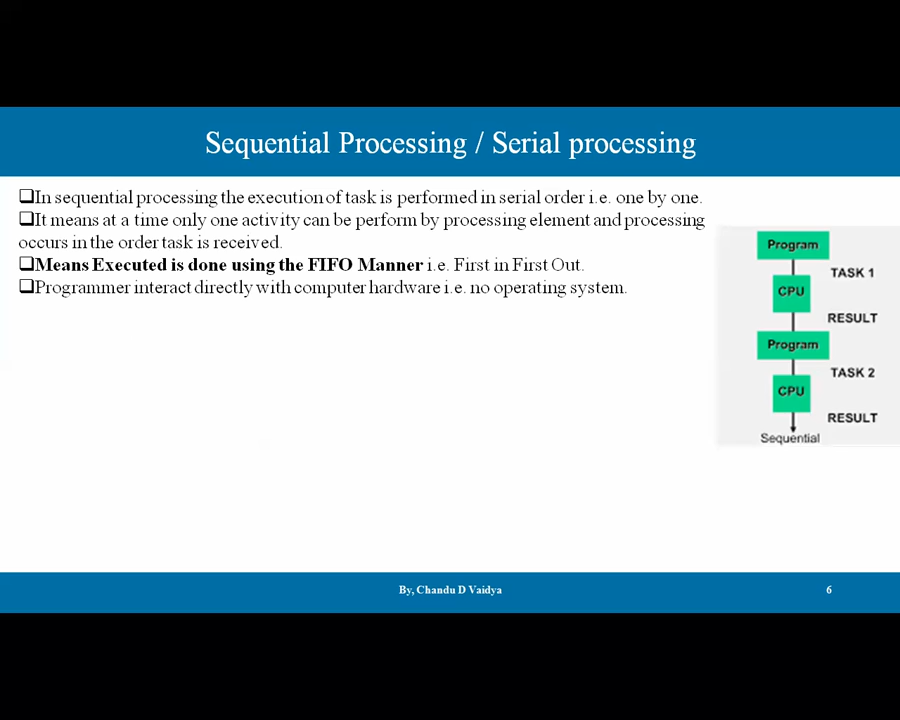 Sequential Processing / Serial processing
❑In sequential processing the execution of task is performed in serial order i.e. one by one.
❑It means at a time only one activity can be perform by processing element and processing
occurs in the order task is received.
❑Means Executed is done using the FIFO Manner i.e. First in First Out.
❑Programmer interact directly with computer hardware i.e. no operating system.
Program
TASK 1
CPU
RESULT
Program
TASK 2
CPU
RESULT
Sequential
By, Chandu D Vaidya
6